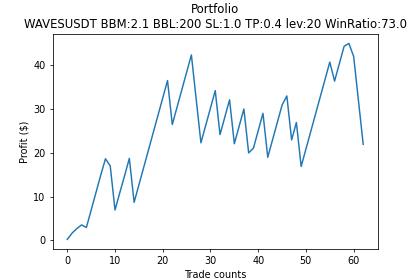 Portfolio
WAVESUSDT BBM:2.1 BBL:200 SL:1.0 TP:0.4 lev:20 WinRatio:73.0
40
30
20
10
0
Profit ($)
0 10 20 30 40 50 60
Trade counts